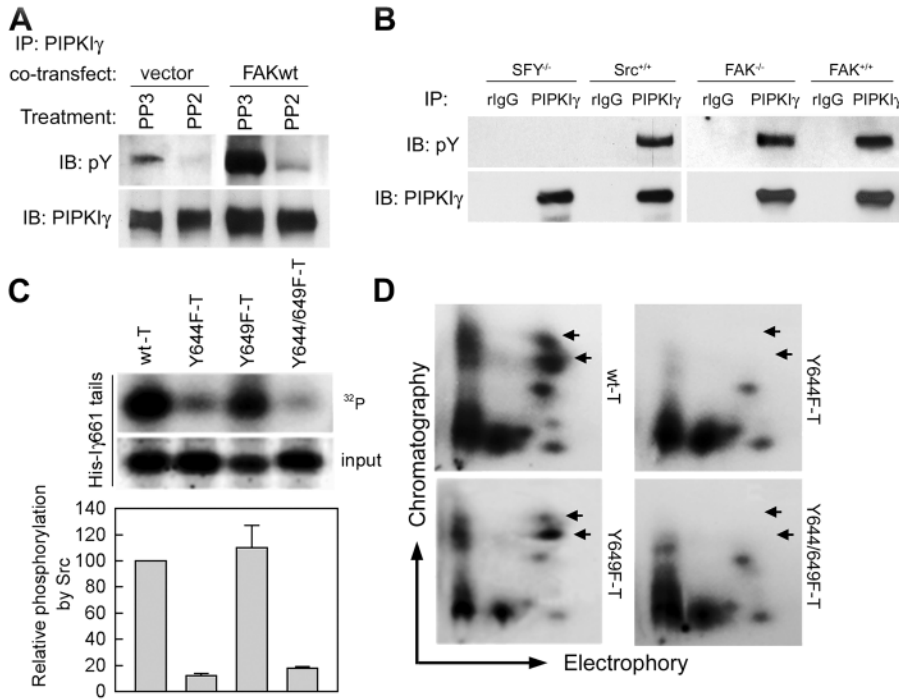 A
IP: PIPKIγ
co-transfect: vector FAKwt
Treatment: PP3 PP2 PP3 PP2
IB: pY
IB: PIPKIγ
B
SFY-/- Src+/+ FAK-/- FAK+/+
IP: rIgG PIPKIγ rIgG PIPKIγ rIgG PIPKIγ rIgG PIPKIγ
IB: pY
IB: PIPKIγ
C
wt-T Y644F-T Y649F-T Y644/649F-T
His-Iγ661 tails
32P
input
Relative phosphorylation by Src
140
120
100
80
60
40
20
0
D
Chromatography
wt-T
Y644F-T
Y649F-T
Y644/649F-T
Electrophory